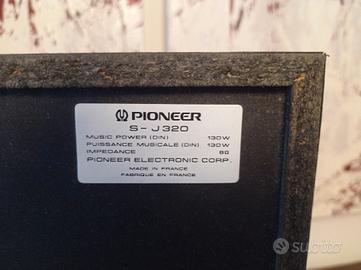 PIONEER
S-J320
MUSIC POWER (DIN) 130W
PUISSANCE MUSICALE (DIN) 130W
IMPEDANCE 8Ω
PIONEER ELECTRONIC CORP.
MADE IN FRANCE
FABRIQUE EN FRANCE
subito